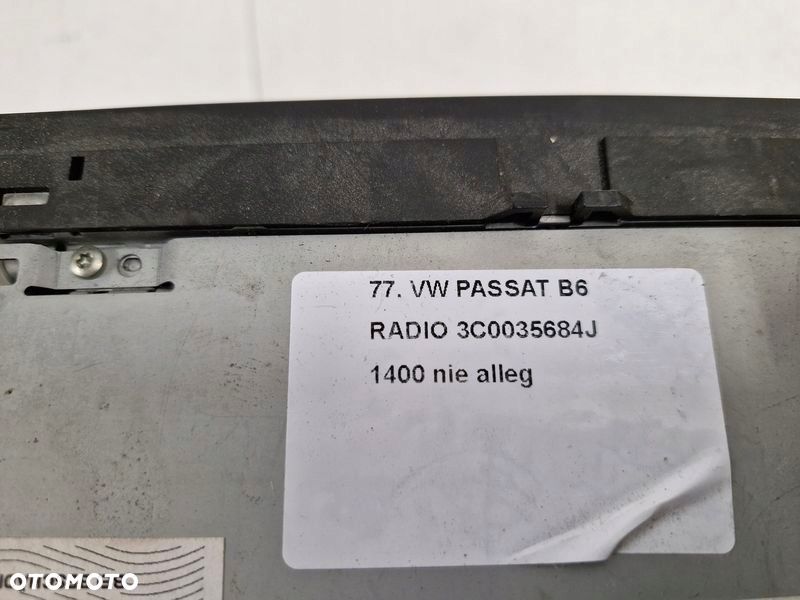 77. VW PASSAT B6
RADIO 3C0035684J
1400 nie alleg
OTOMOTO